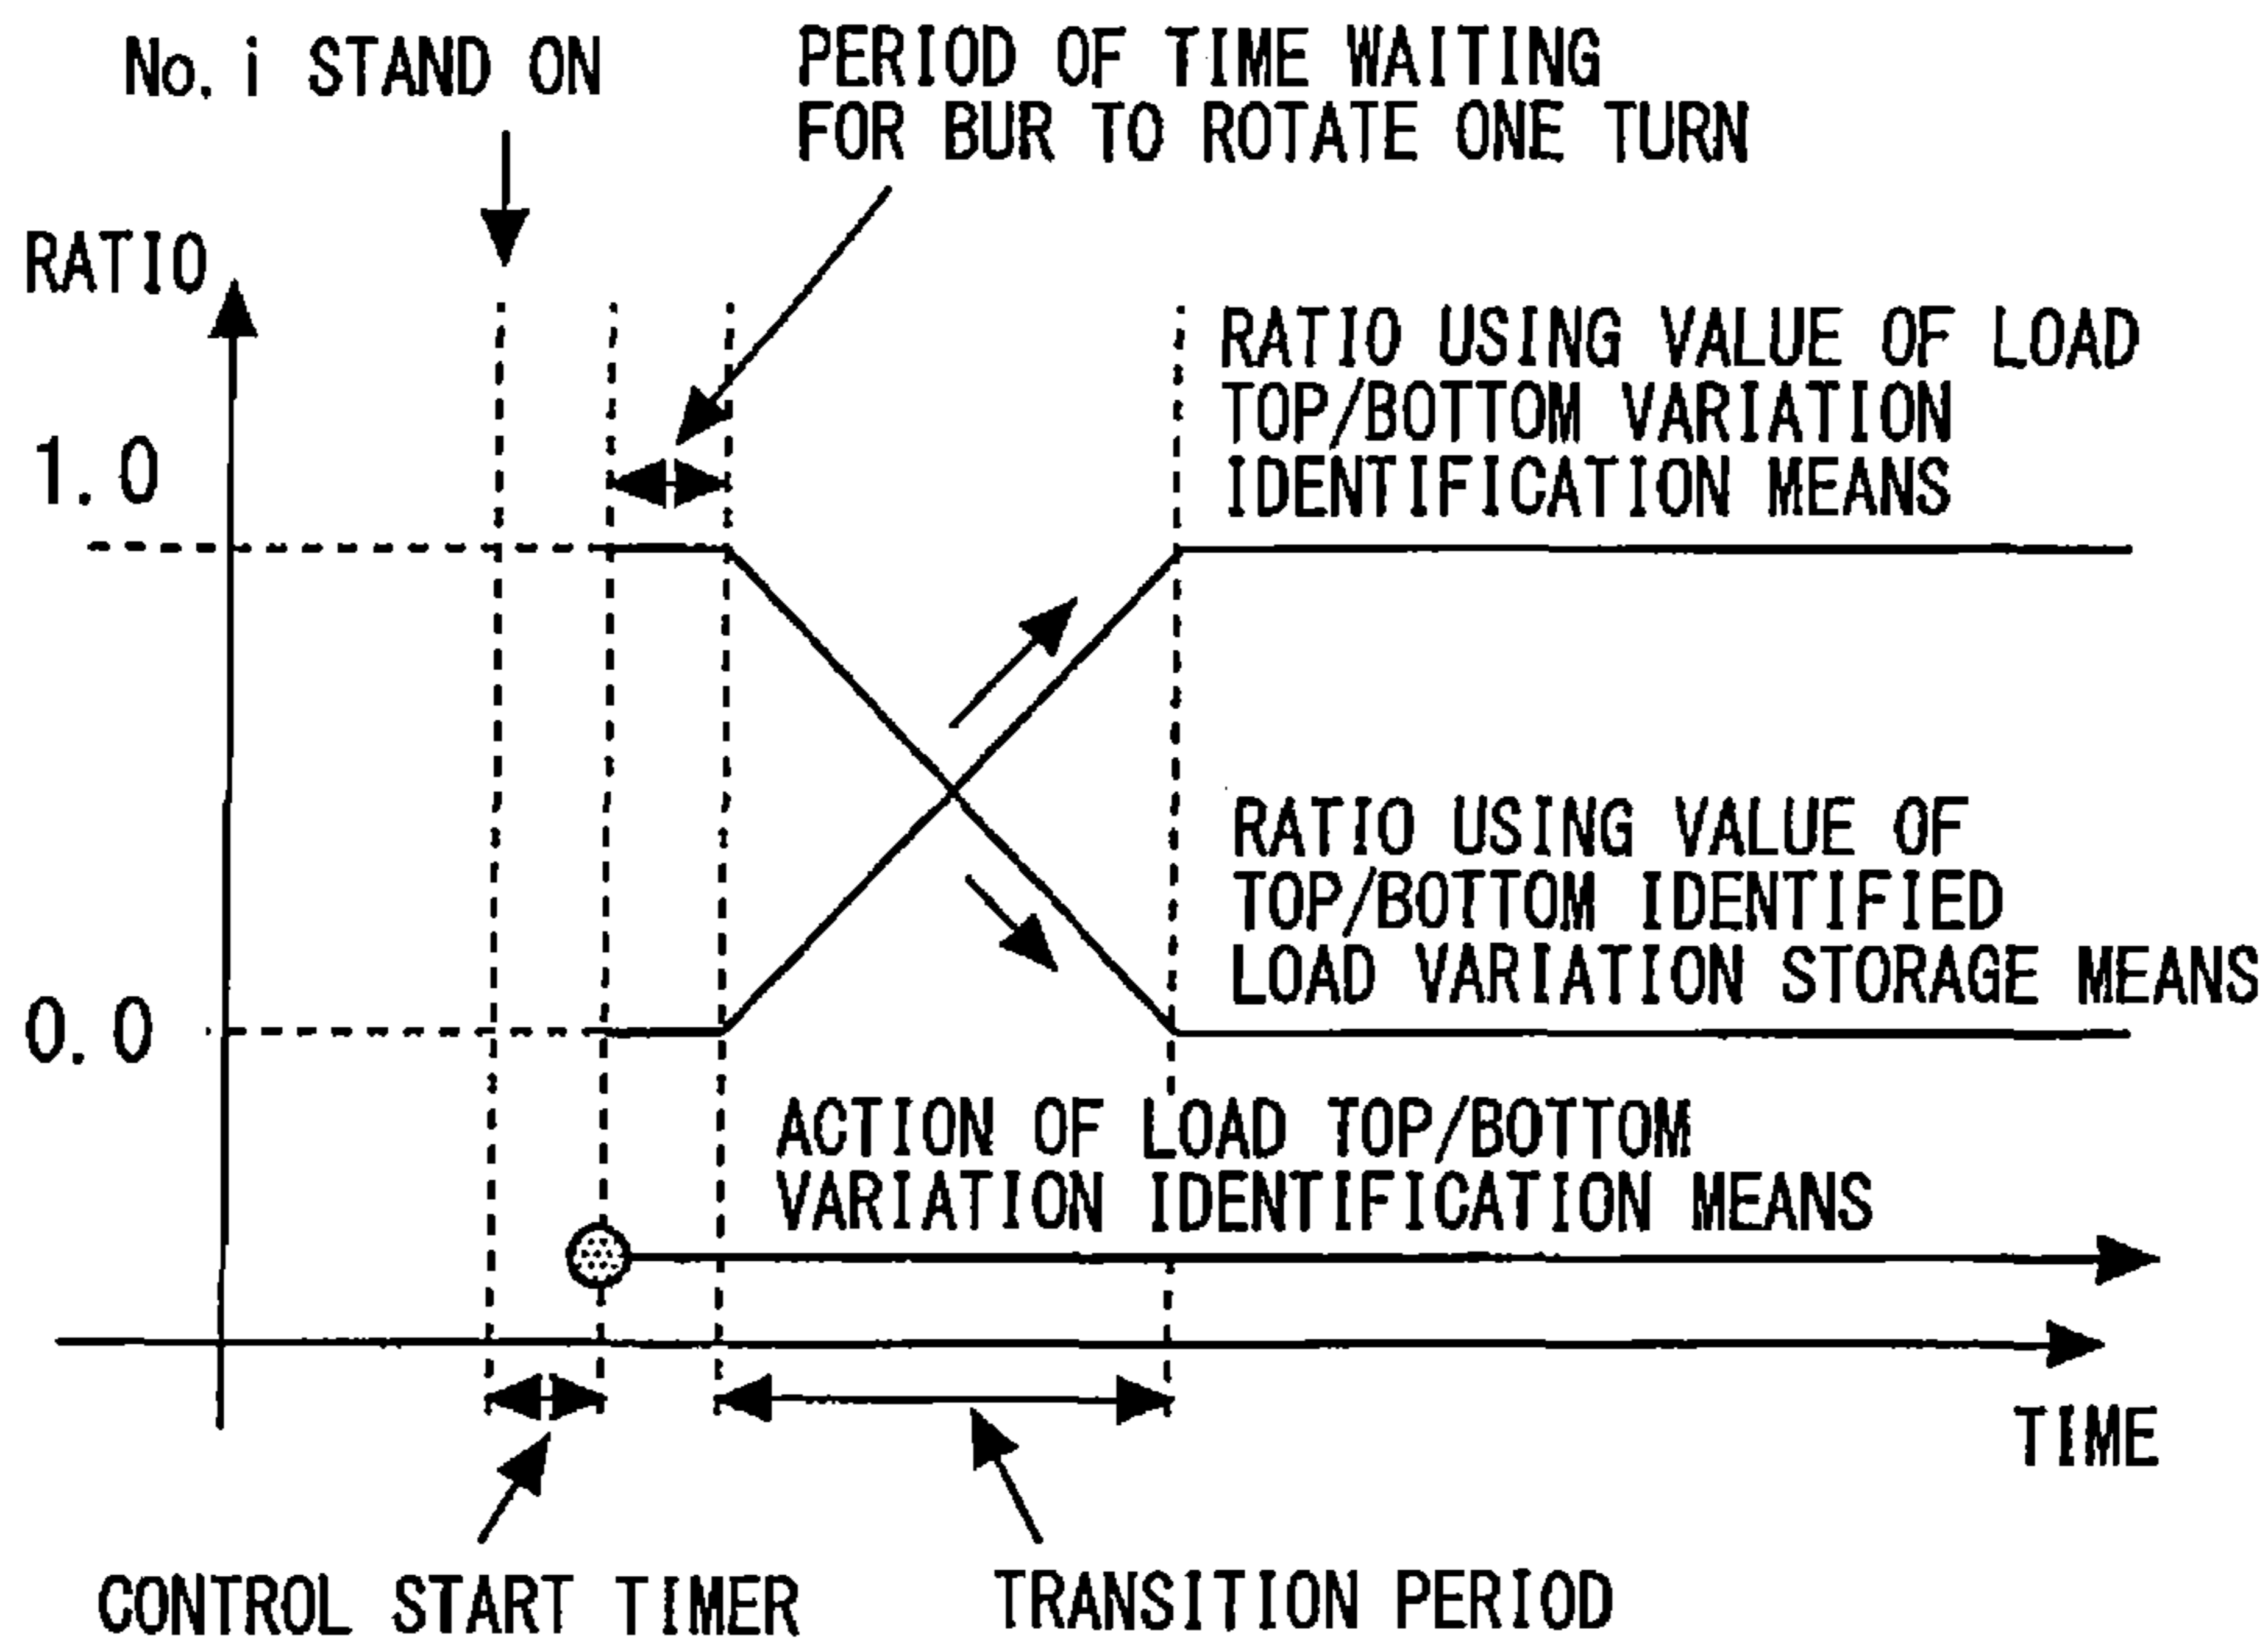 No. i STAND ON
PERIOD OF TIME WAITING
FOR BUR TO ROTATE ONE TURN
RATIO
1.0
RATIO USING VALUE OF LOAD
TOP/BOTTOM VARIATION
IDENTIFICATION MEANS
RATIO USING VALUE OF
TOP/BOTTOM IDENTIFIED
LOAD VARIATION STORAGE MEANS
0.0
ACTION OF LOAD TOP/BOTTOM
VARIATION IDENTIFICATION MEANS
TIME
CONTROL START TIMER
TRANSITION PERIOD